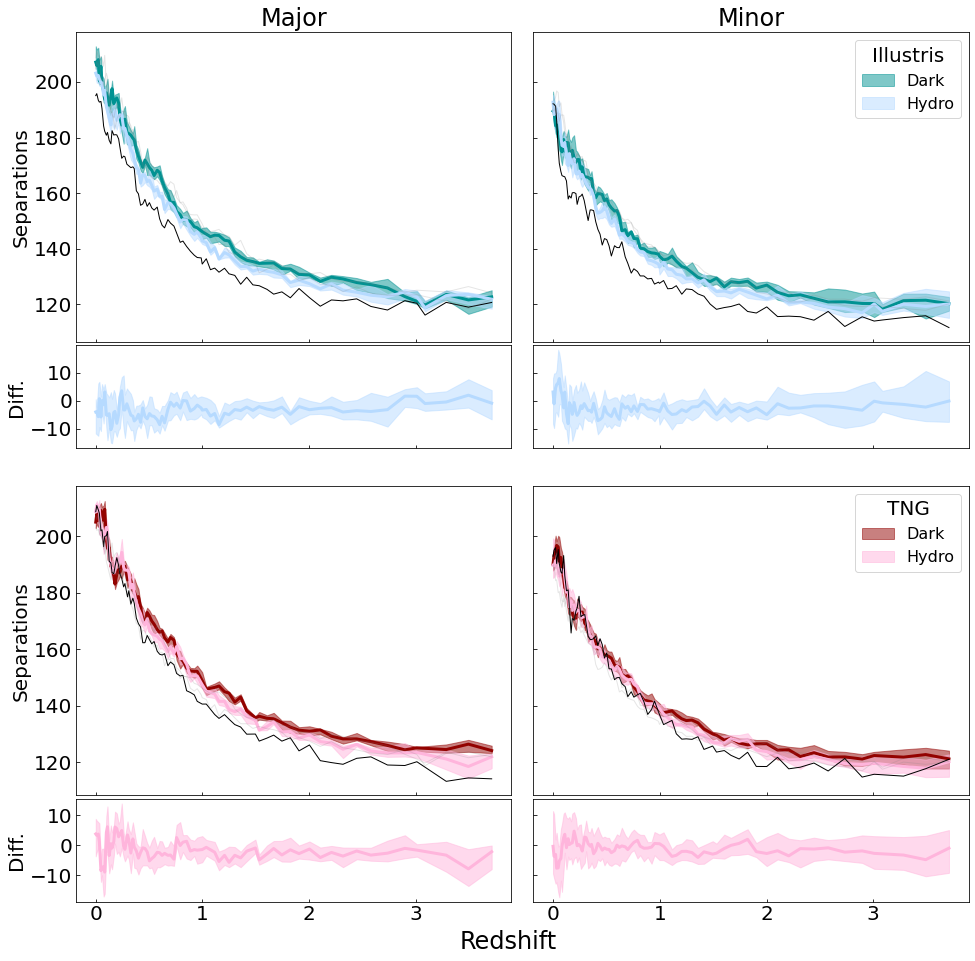 Major
Minor
Separations
200
180
160
140
120
Illustris
Dark
Hydro
Diff.
10
0
−10
Separations
200
180
160
140
120
TNG
Dark
Hydro
Diff.
10
0
−10
0 1 2 3
0 1 2 3
Redshift